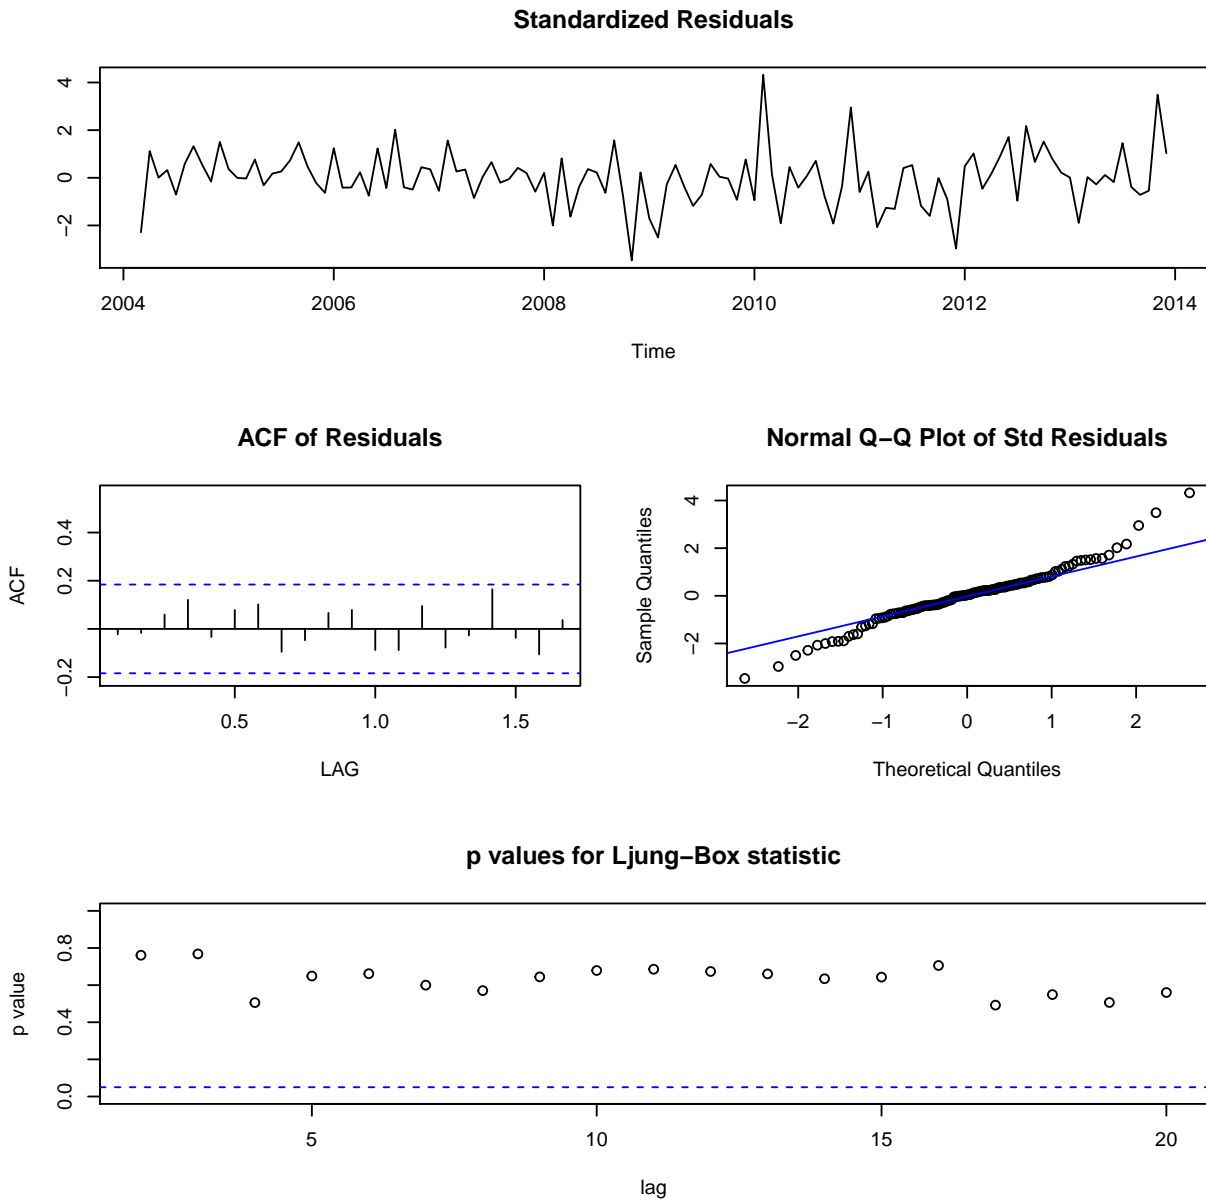 Standardized Residuals
4
2
0
−2
2004 2006 2008 2010 2012 2014
Time
ACF of Residuals
ACF
0.4
0.2
−0.2
0.5 1.0 1.5
LAG
Normal Q−Q Plot of Std Residuals
Sample Quantiles
4
2
0
−2
−2 −1 0 1 2
Theoretical Quantiles
p values for Ljung−Box statistic
p value
0.8
0.4
0.0
5 10 15 20
lag